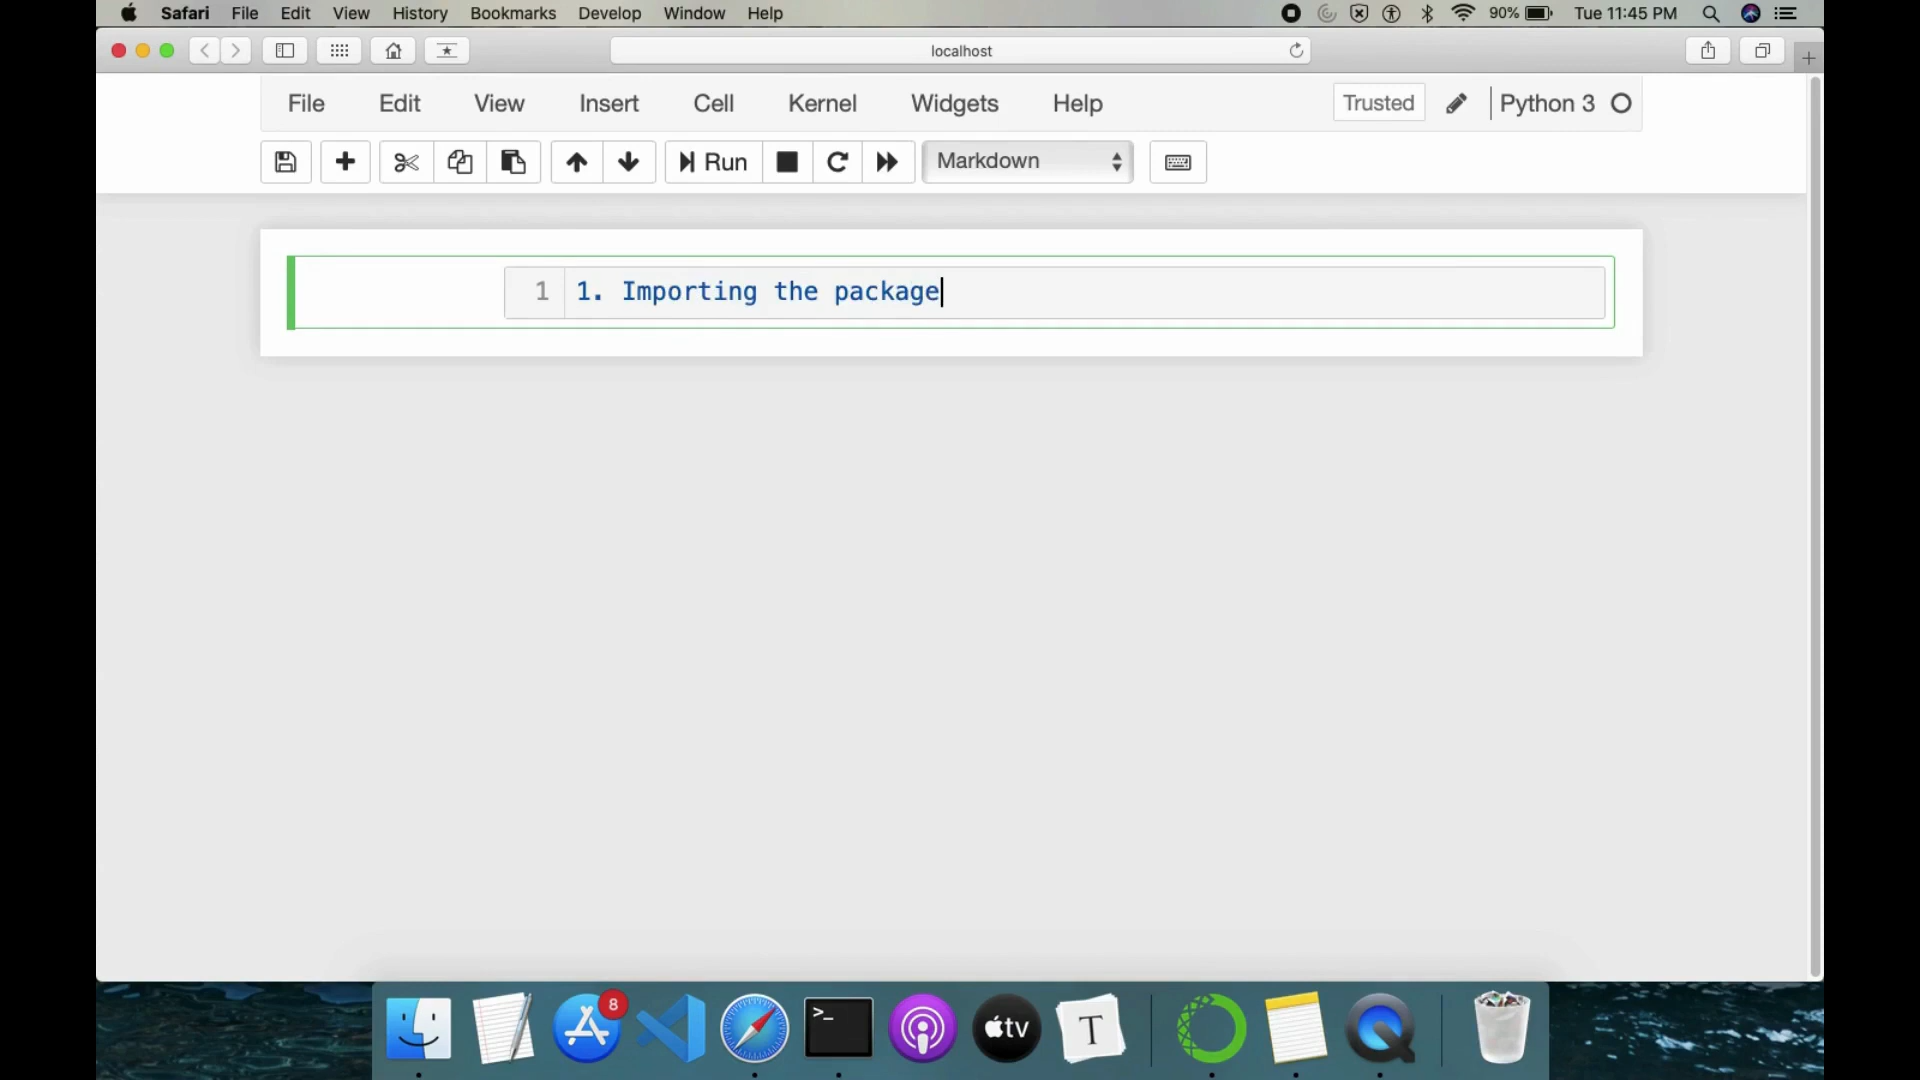 Safari File Edit View History Bookmarks Develop Window Help 90% Tue 11:45 PM
localhost
File Edit View Insert Cell Kernel Widgets Help Trusted Python 3
Run Markdown
1 1. Importing the package
8 >_ tv T